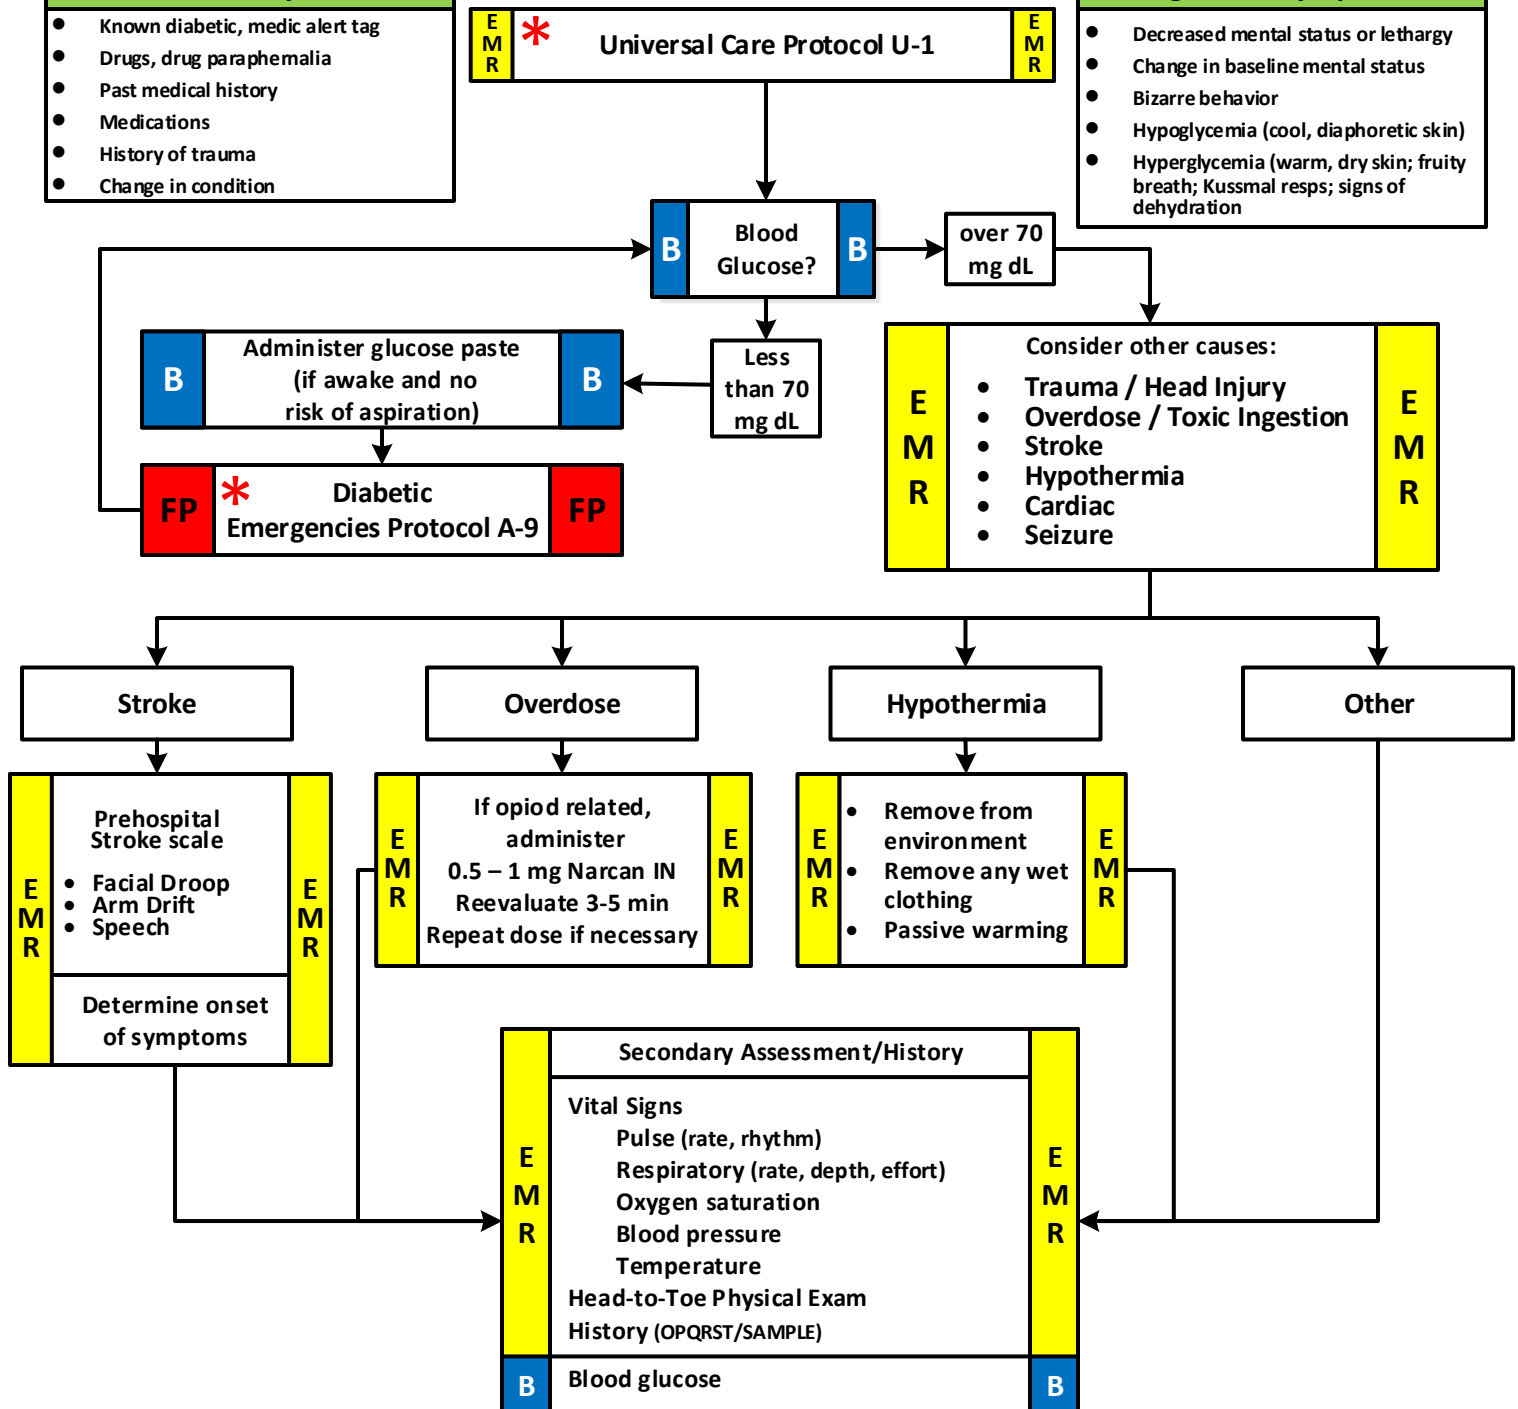 Known diabetic, medic alert tag
Drugs, drug paraphemalia
Past medical history
Medications
History of trauma
Change in condition
E
M
R
*
Universal Care Protocol U-1
E
M
R
Decreased mental status or lethargy
Change in baseline mental status
Bizarre behavior
Hypoglycemia (cool, diaphoretic skin)
Hyperglycemia (warm, dry skin; fruity
breath; Kussmal resps; signs of
dehydration
B
Blood
Glucose?
B
over 70
mg dL
B
Administer glucose paste
(if awake and no
risk of aspiration)
B
Less
than 70
mg dL
FP
*
Diabetic
Emergencies Protocol A-9
FP
E
M
R
Consider other causes:
Trauma / Head Injury
Overdose / Toxic Ingestion
Stroke
Hypothermia
Cardiac
Seizure
E
M
R
Stroke
Overdose
Hypothermia
Other
E
M
R
Prehospital
Stroke scale
Facial Droop
Arm Drift
Speech
Determine onset
of symptoms
E
M
R
E
M
R
If opiod related,
administer
0.5 – 1 mg Narcan IN
Reevaluate 3-5 min
Repeat dose if necessary
E
M
R
E
M
R
Remove from
environment
Remove any wet
clothing
Passive warming
E
M
R
E
M
R
Secondary Assessment/History
Vital Signs
Pulse (rate, rhythm)
Respiratory (rate, depth, effort)
Oxygen saturation
Blood pressure
Temperature
Head-to-Toe Physical Exam
History (OPQRST/SAMPLE)
E
M
R
B
Blood glucose
B